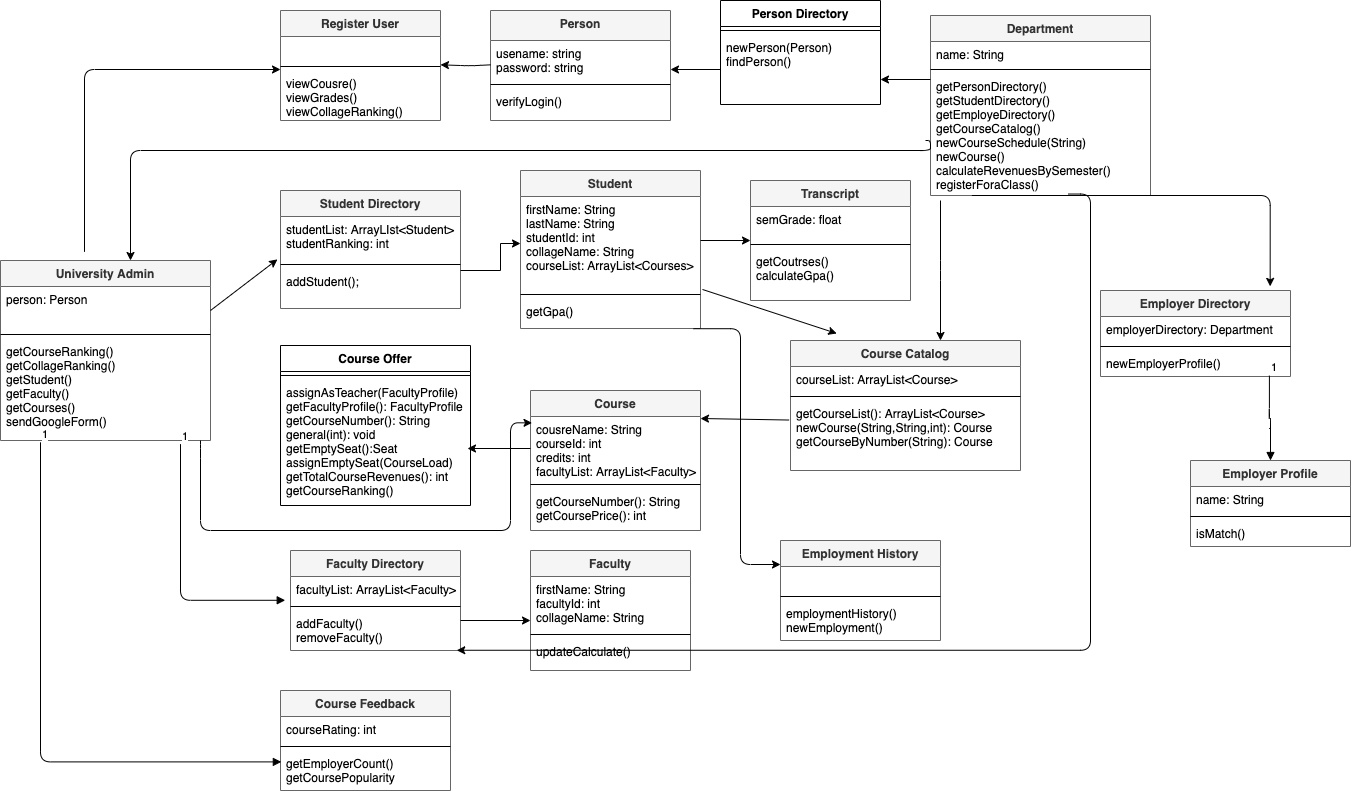 Register User
viewCousre()
viewGrades()
viewCollageRanking()
Person
usename: string
password: string
verifyLogin()
Person Directory
newPerson(Person)
findPerson()
Department
name: String
getPersonDirectory()
getStudentDirectory()
getEmployeDirectory()
getCourseCatalog()
newCourseSchedule(String)
newCourse()
calculateRevenuesBySemester()
registerForaClass()
University Admin
person: Person
getCourseRanking()
getCollageRanking()
getStudent()
getFaculty()
getCourses()
sendGoogleForm()
1
1
Student Directory
studentList: ArrayLIst<Student>
studentRanking: int
addStudent();
Student
firstName: String
lastName: String
studentId: int
collageName: String
courseList: ArrayList<Courses>
getGpa()
Transcript
semGrade: float
getCoutrses()
calculateGpa()
Employer Directory
employerDirectory: Department
newEmployerProfile()
1
Course Offer
assignAsTeacher(FacultyProfile)
getFacultyProfile(): FacultyProfile
getCourseNumber(): String
general(int): void
getEmptySeat():Seat
assignEmptySeat(CourseLoad)
getTotalCourseRevenues(): int
getCourseRanking()
Course
cousreName: String
courseId: int
credits: int
facultyList: ArrayList<Faculty>
getCourseNumber(): String
getCoursePrice(): int
Course Catalog
courseList: ArrayList<Course>
getCourseList(): ArrayList<Course>
newCourse(String,String,int): Course
getCourseByNumber(String): Course
Employer Profile
name: String
isMatch()
Faculty Directory
facultyList: ArrayList<Faculty>
addFaculty()
removeFaculty()
Faculty
firstName: String
facultyId: int
collageName: String
updateCalculate()
Employment History
employmentHistory()
newEmployment()
Course Feedback
courseRating: int
getEmployerCount()
getCoursePopularity